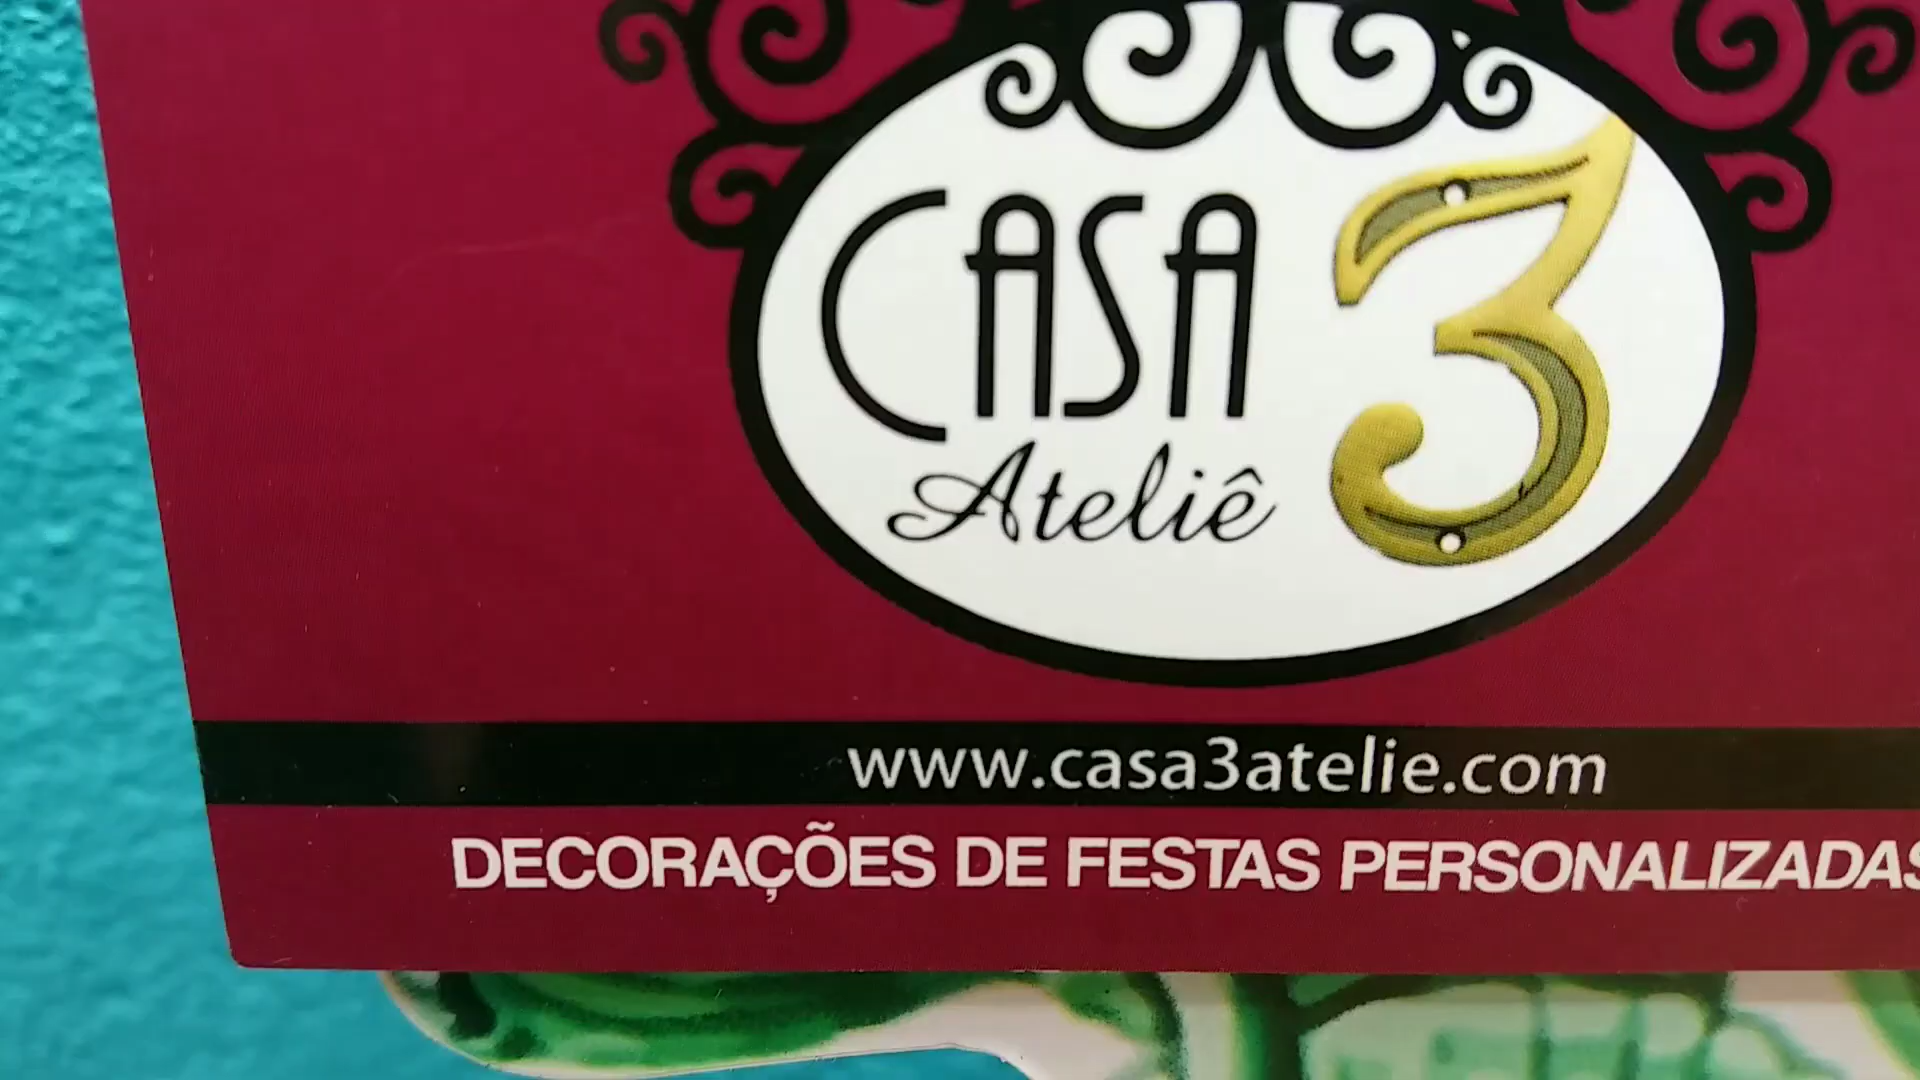 CASA 3
Ateliê
www.casa3atelie.com
DECORAÇÕES DE FESTAS PERSONALIZADAS